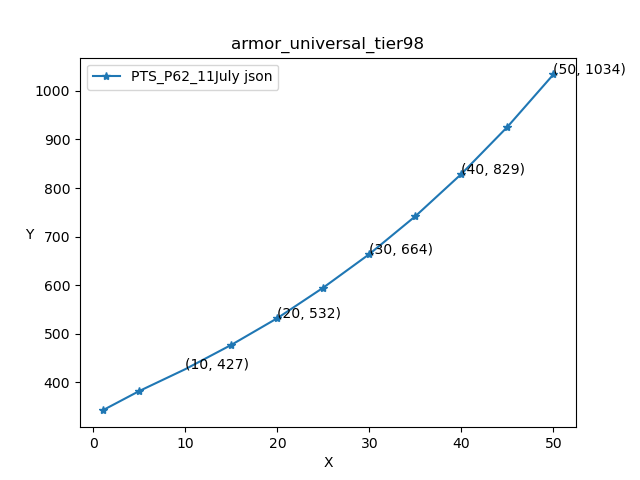 armor_universal_tier98
PTS_P62_11July json
(50, 1034)
(40, 829)
(30, 664)
(20, 532)
(10, 427)
1000
900
800
700
600
500
400
Y
0 10 20 30 40 50
X